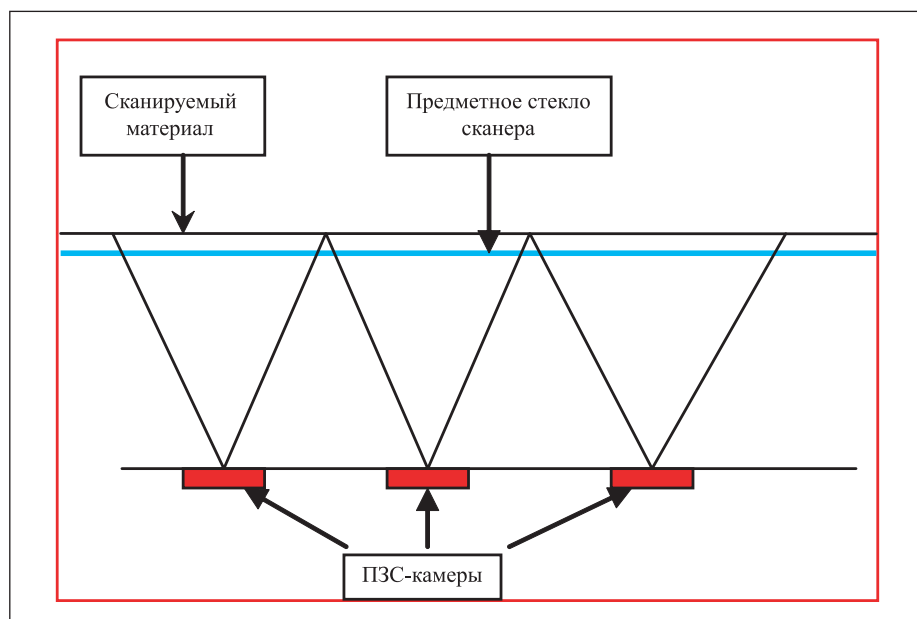 Сканируемый
материал
Предметное стекло
сканера
ПЗС-камеры